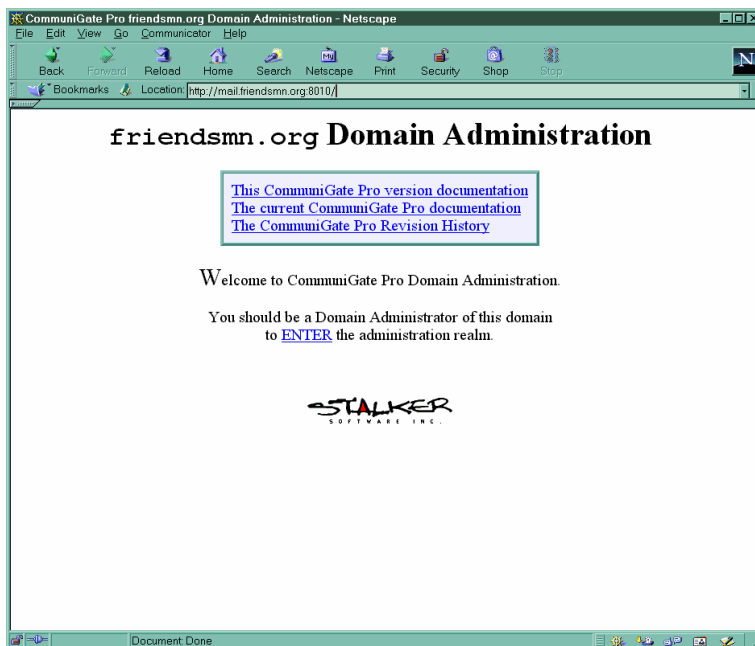 CommuniGate Pro friendsmn.org Domain Administration - Netscape
File Edit View Go Communicator Help
Back Forward Reload Home Search Netscape Print Security Shop Stop
My
N
Bookmarks Location: http://mail.friendsmn.org:8010/
friendsmn.org Domain Administration
This CommuniGate Pro version documentation
The current CommuniGate Pro documentation
The CommuniGate Pro Revision History
Welcome to CommuniGate Pro Domain Administration.
You should be a Domain Administrator of this domain
to ENTER the administration realm.
STALKER
SOFTWARE INC.
Document: Done